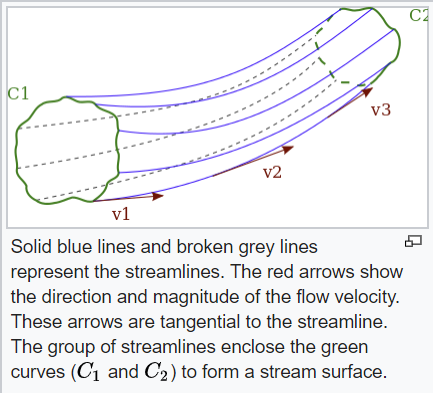 C2
C1
v3
v2
v1
Solid blue lines and broken grey lines
represent the streamlines. The red arrows show
the direction and magnitude of the flow velocity.
These arrows are tangential to the streamline.
The group of streamlines enclose the green
curves (C₁ and C₂) to form a stream surface.